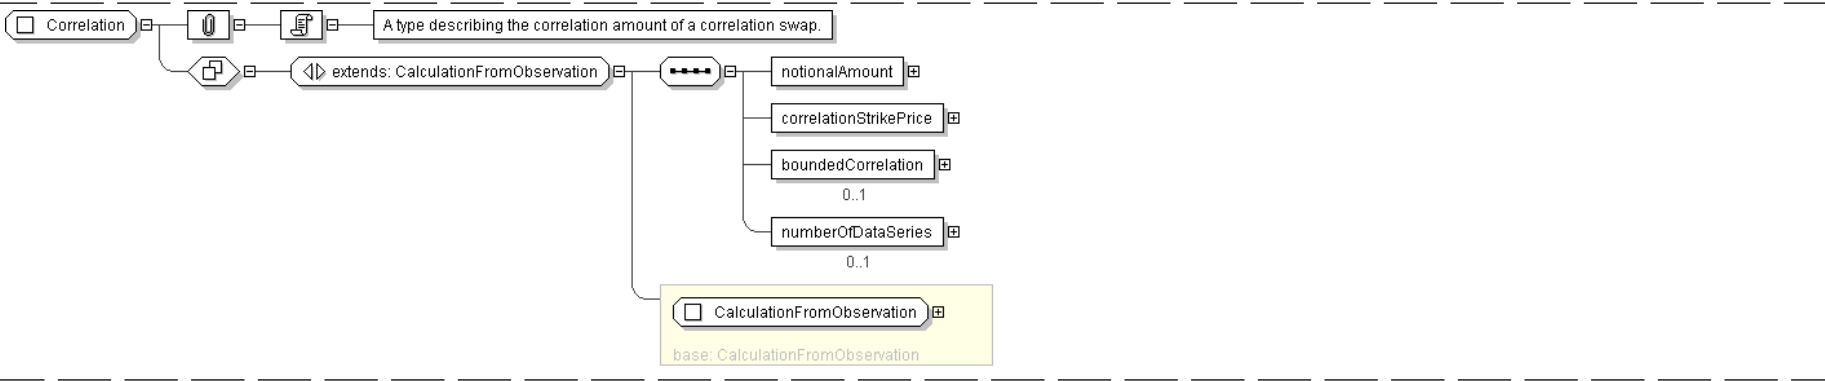 Correlation
A type describing the correlation amount of a correlation swap.
extends: CalculationFromObservation
notionalAmount
correlationStrikePrice
boundedCorrelation
0..1
numberOfDataSeries
0..1
CalculationFromObservation
base: CalculationFromObservation